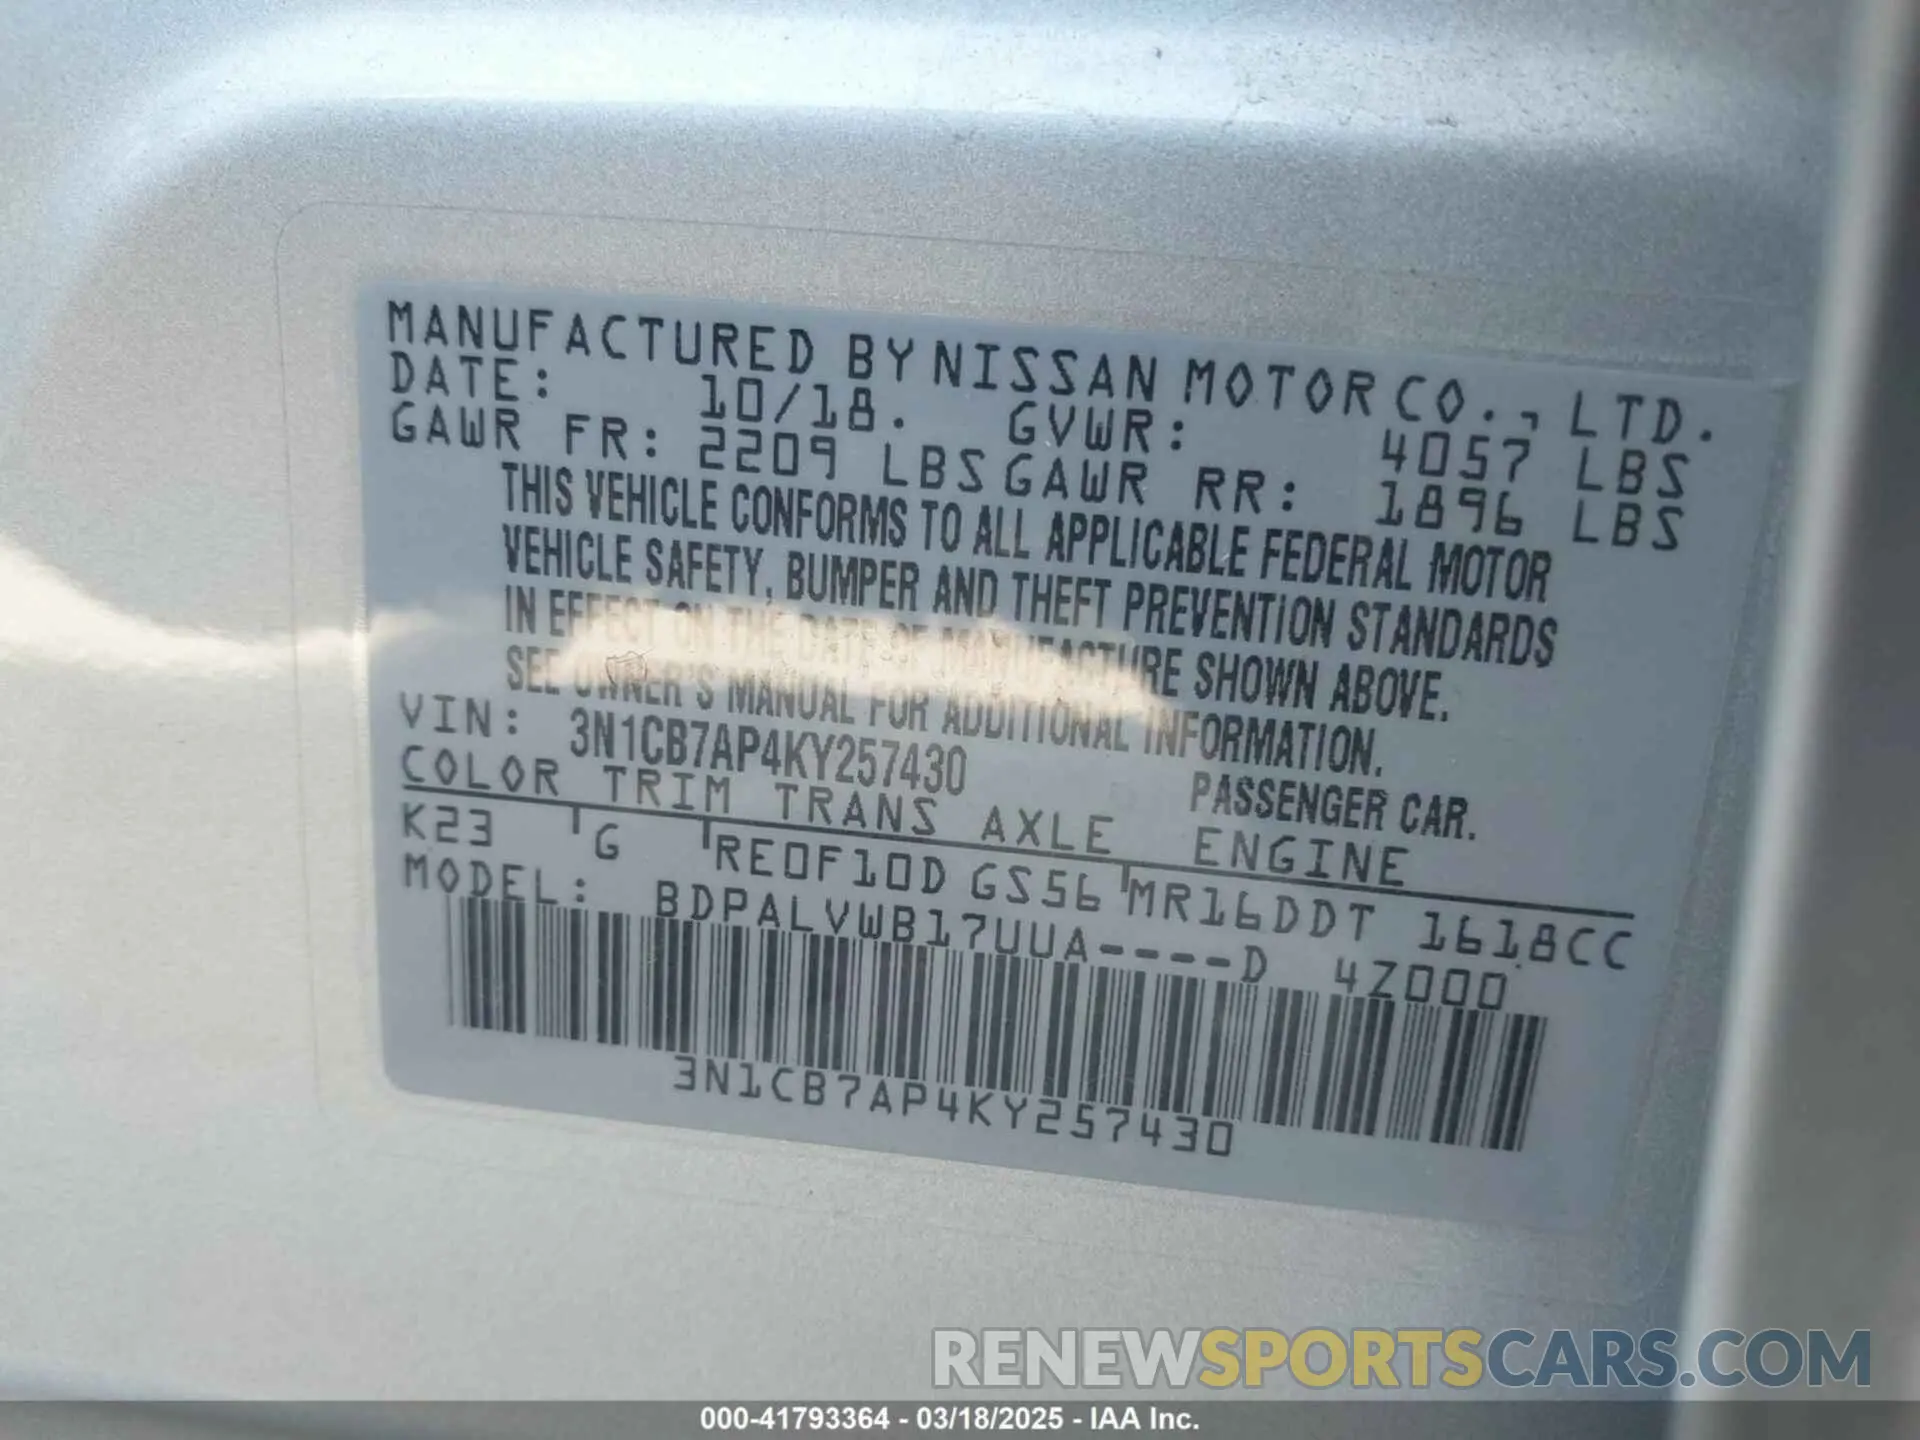 MANUFACTURED BY NISSAN MOTOR CO., LTD.
DATE: 10/18. GVWR: 4057 LBS
GAWR FR: 2209 LBS GAWR RR: 1896 LBS
THIS VEHICLE CONFORMS TO ALL APPLICABLE FEDERAL MOTOR
VEHICLE SAFETY, BUMPER AND THEFT PREVENTION STANDARDS
IN EFFECT ON THE DATE OF MANUFACTURE SHOWN ABOVE.
SEE OWNER'S MANUAL FOR ADDITIONAL INFORMATION.
VIN: 3N1CB7AP4KY257430 PASSENGER CAR.
COLOR TRIM TRANS AXLE ENGINE
K23 G RE0F10D GS56 MR16DDT 1618CC
MODEL: BDPALVWB17UUA----D 4Z000
3N1CB7AP4KY257430
RENEWSPORTSCARS.COM
000-41793364 - 03/18/2025 - IAA Inc.